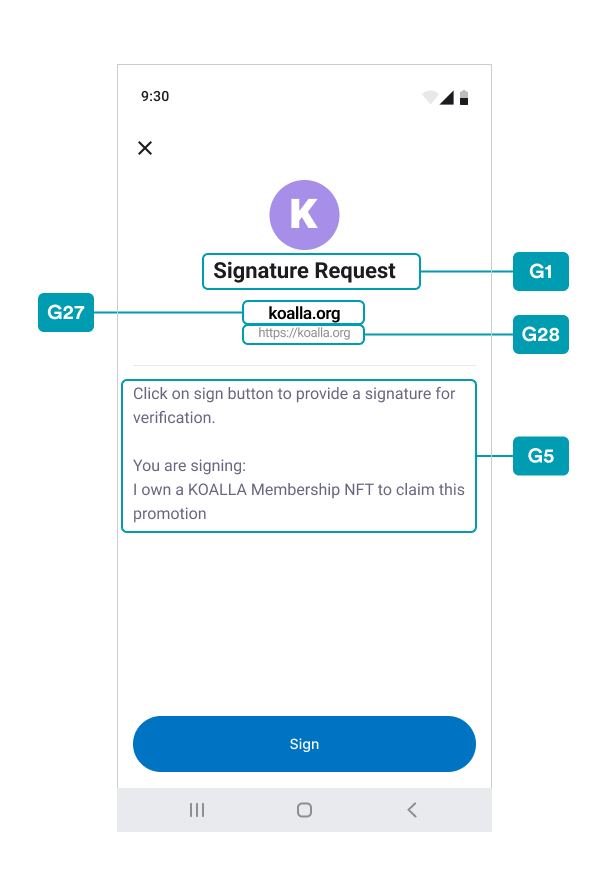 9:30
K
Signature Request
G1
G27
koalla.org
https://koalla.org
G28
Click on sign button to provide a signature for
verification.
You are signing:
G5
I own a KOALLA Membership NFT to claim this
promotion
Sign